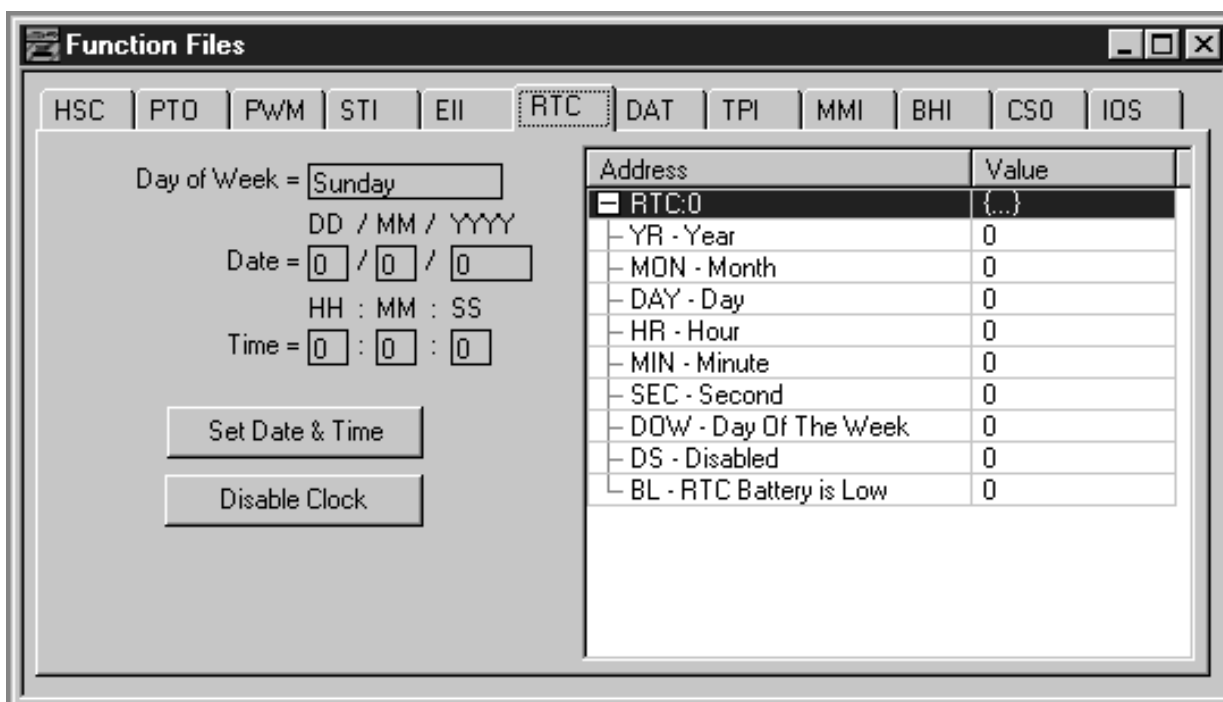 Function Files
HSC PTO PWM STI EII RTC DAT TPI MMI BHI CS0 IOS
Day of Week = Sunday
DD / MM / YYYY
Date = 0 / 0 / 0
HH : MM : SS
Time = 0 : 0 : 0
Set Date & Time
Disable Clock
Address Value
RTC:0 {...}
YR - Year 0
MON - Month 0
DAY - Day 0
HR - Hour 0
MIN - Minute 0
SEC - Second 0
DOW - Day Of The Week 0
DS - Disabled 0
BL - RTC Battery is Low 0